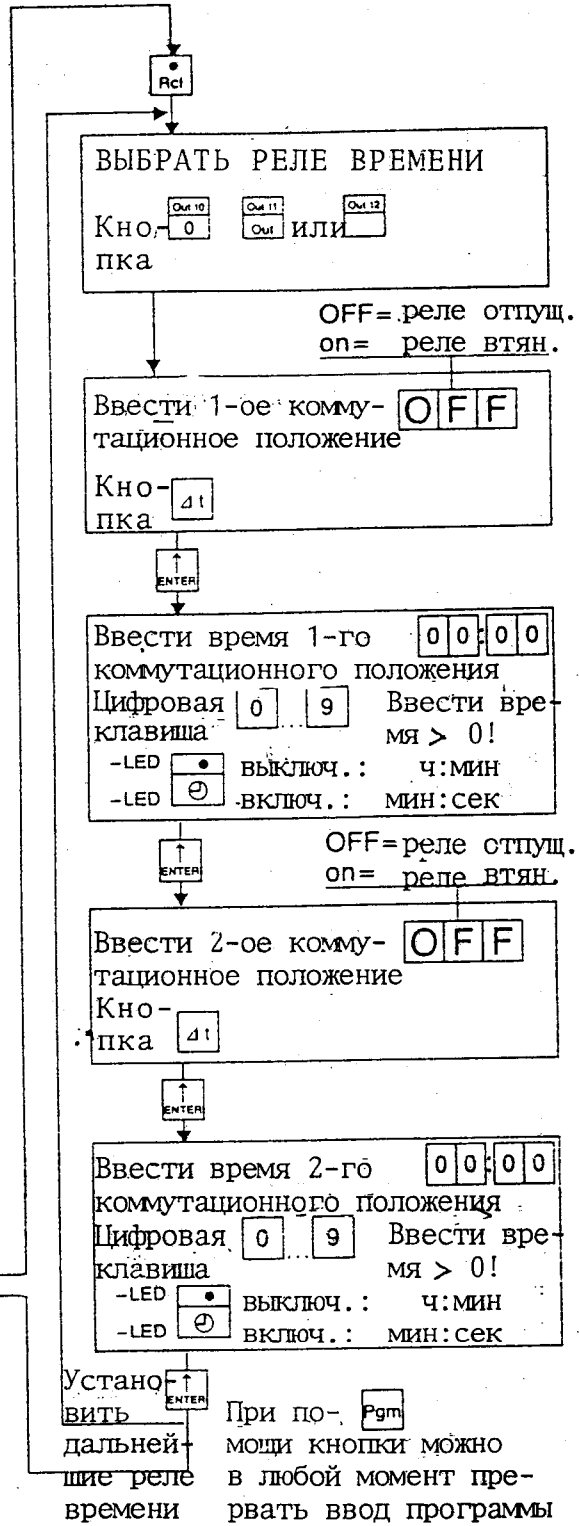 Rcl
ВЫБРАТЬ РЕЛЕ ВРЕМЕНИ
Out 10 Out 11 Out 12
Кно- 0 Out или
пка
OFF= реле отпущ.
on= реле втян.
Ввести 1-ое комму- OFF
тационное положение
Кно-
пка Δt
↑
ENTER
Ввести время 1-го 00:00
коммутационного положения
Цифровая 0...9 Ввести вре-
клавиша мя > 0!
-LED выключ.: ч:мин
-LED включ.: мин:сек
↑
ENTER
OFF= реле отпущ.
on= реле втян.
Ввести 2-ое комму- OFF
тационное положение
Кно-
пка Δt
↑
ENTER
Ввести время 2-го 00:00
коммутационного положения
Цифровая 0...9 Ввести вре-
клавиша мя > 0!
-LED выключ.: ч:мин
-LED включ.: мин:сек
↑
ENTER
Устано-
вить
дальней-
шие реле
времени
При по- Pgm
мощи кнопки можно
в любой момент пре-
рвать ввод программы